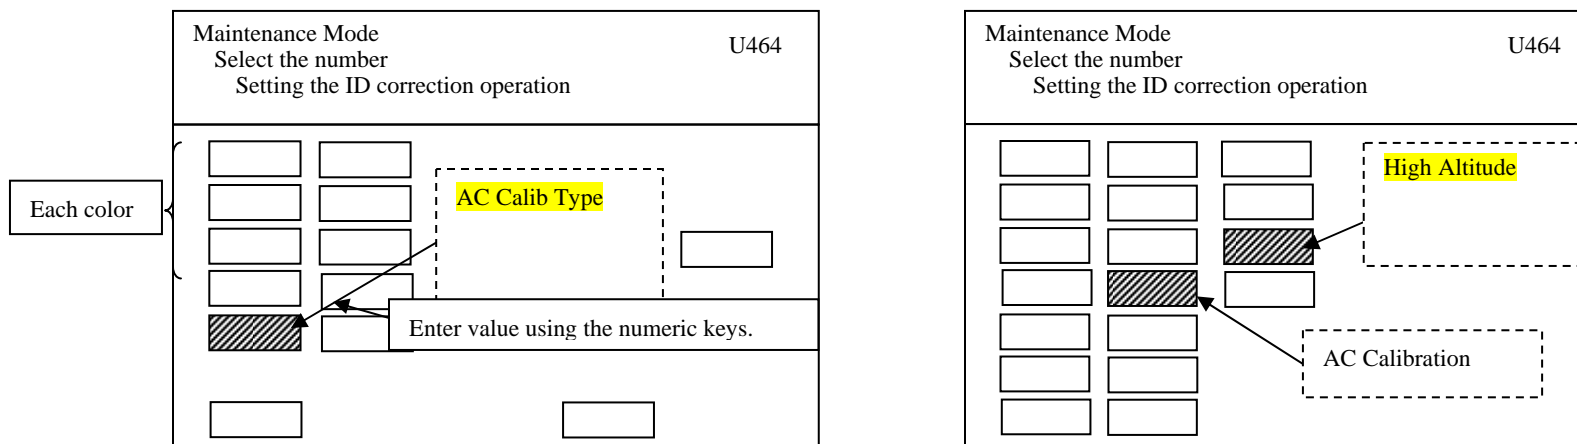 Maintenance Mode
Select the number
Setting the ID correction operation
U464
Each color
AC Calib Type
Enter value using the numeric keys.
Maintenance Mode
Select the number
Setting the ID correction operation
U464
High Altitude
AC Calibration